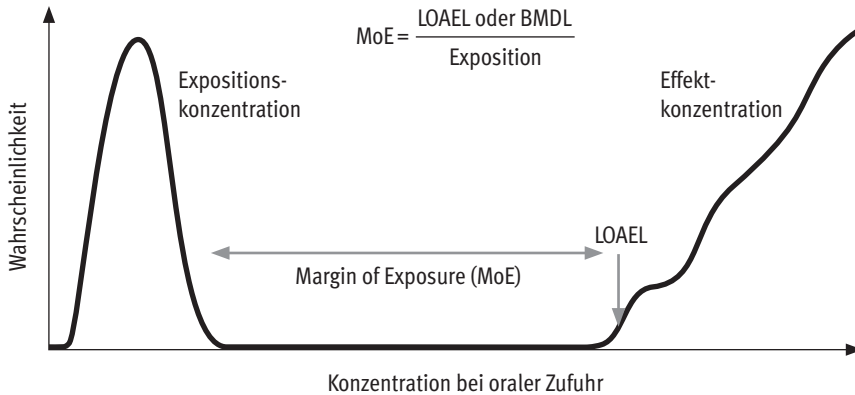 MoE = LOAEL oder BMDL
Exposition
Expositions-
konzentration
Effekt-
konzentration
Wahrscheinlichkeit
LOAEL
Margin of Exposure (MoE)
Konzentration bei oraler Zufuhr